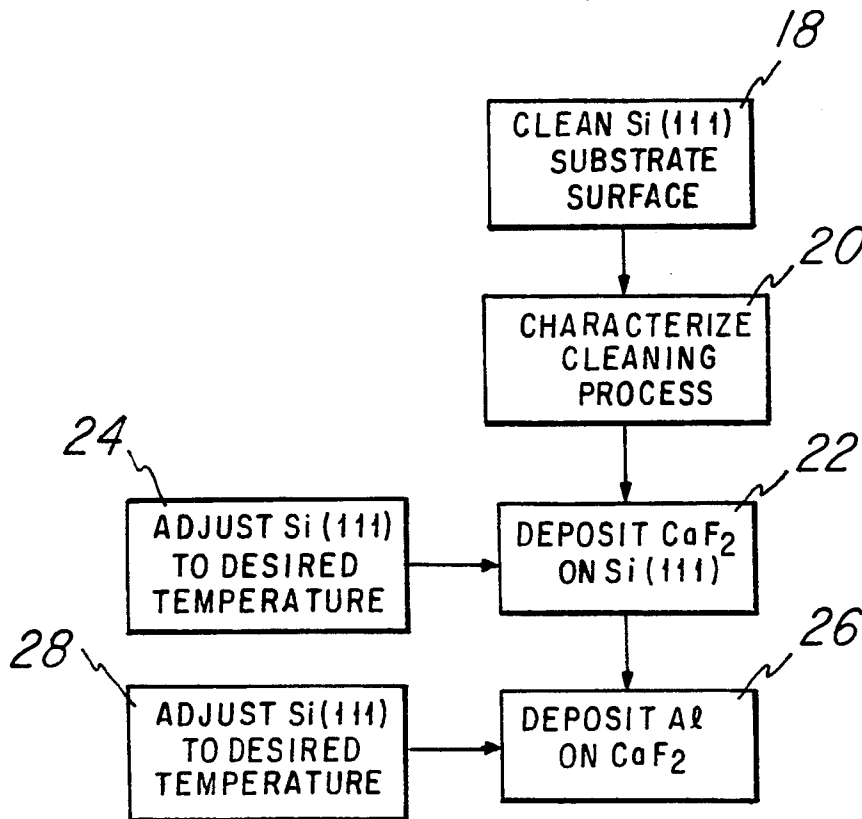 18
CLEAN Si(111)
SUBSTRATE
SURFACE
20
CHARACTERIZE
CLEANING
PROCESS
24
ADJUST Si(111)
TO DESIRED
TEMPERATURE
22
DEPOSIT CaF2
ON Si(111)
28
ADJUST Si(111)
TO DESIRED
TEMPERATURE
26
DEPOSIT Al
ON CaF2